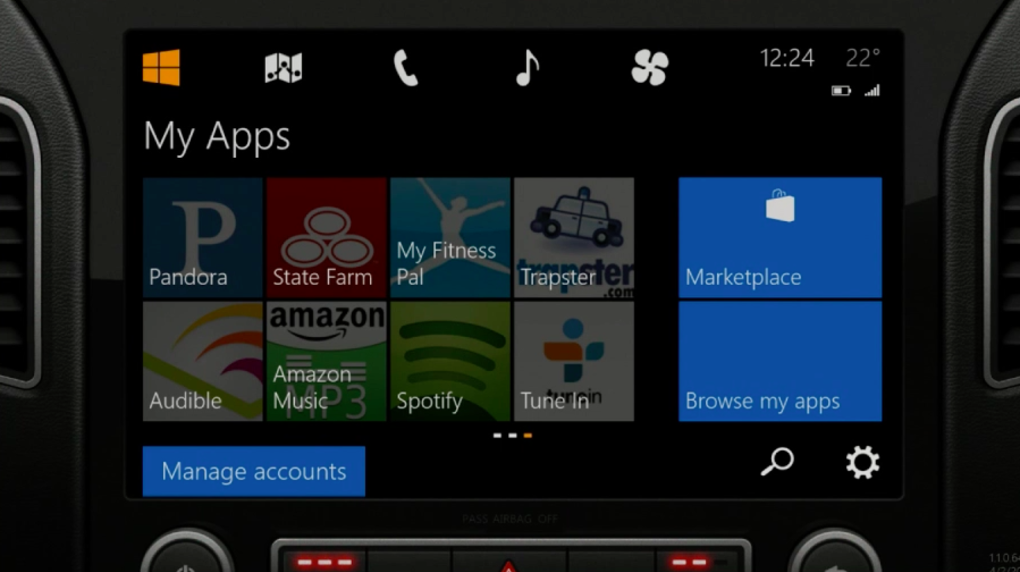 12:24 22°
My Apps
P
Pandora
State Farm
My Fitness
Pal
trapster
Trapster
.com
Marketplace
Audible
amazon
MP3
Amazon
Music
Spotify
tunein
Tune In
Browse my apps
Manage accounts
PASS AIRBAG OFF